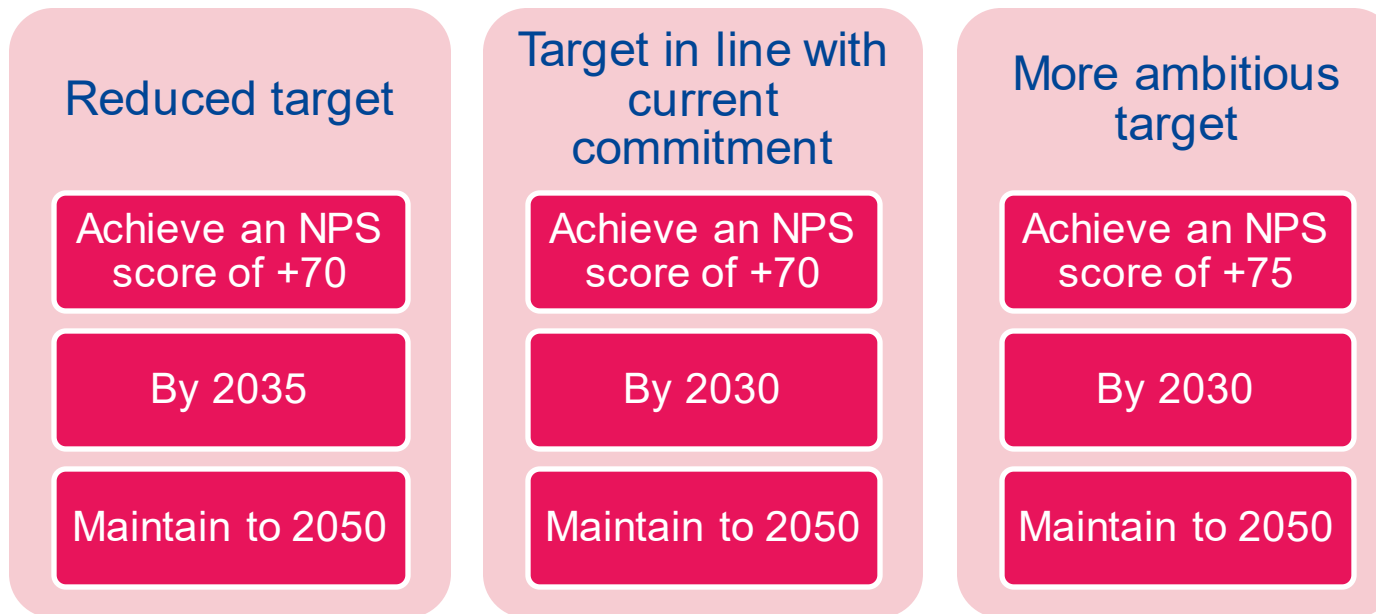 Reduced target
Achieve an NPS
score of +70
By 2035
Maintain to 2050
Target in line with
current
commitment
Achieve an NPS
score of +70
By 2030
Maintain to 2050
More ambitious
target
Achieve an NPS
score of +75
By 2030
Maintain to 2050